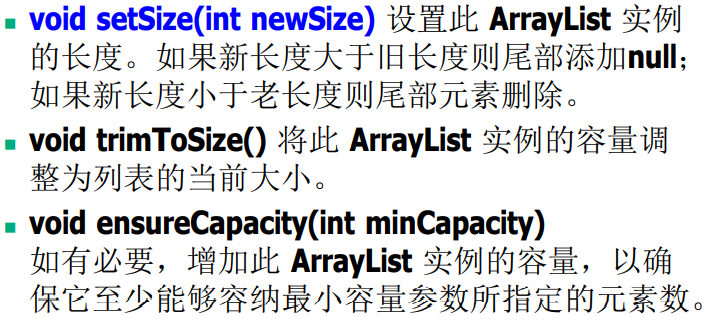 void setSize(int newSize) 设置此 ArrayList 实例
的长度。如果新长度大于旧长度则尾部添加null；
如果新长度小于老长度则尾部元素删除。
void trimToSize() 将此 ArrayList 实例的容量调
整为列表的当前大小。
void ensureCapacity(int minCapacity)
如有必要，增加此 ArrayList 实例的容量，以确
保它至少能够容纳最小容量参数所指定的元素数。